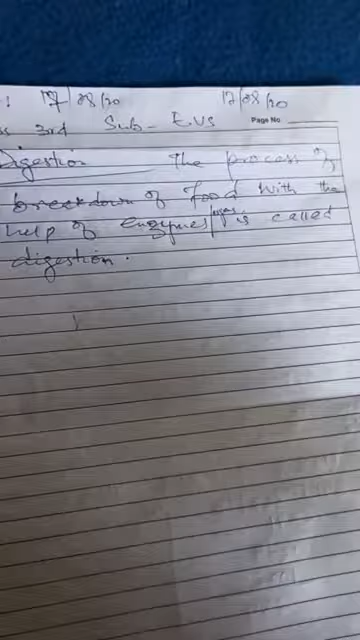 : 17/08/20 17/08/20
ss 3rd Sub - E.V.S Page No
Digestion The process of
breakdown of food with the
help of enzymes/ is called
digestion.